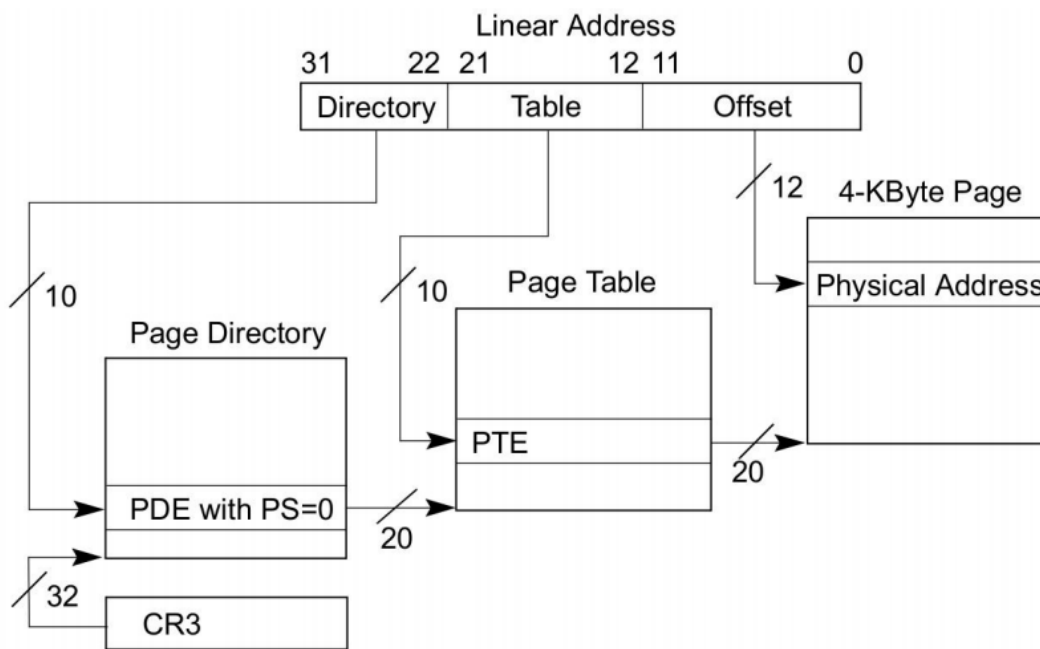 Linear Address
31 22 21 12 11 0
Directory Table Offset
12
4-KByte Page
10
10
Page Table
Physical Address
Page Directory
PTE
20
PDE with PS=0
20
32
CR3